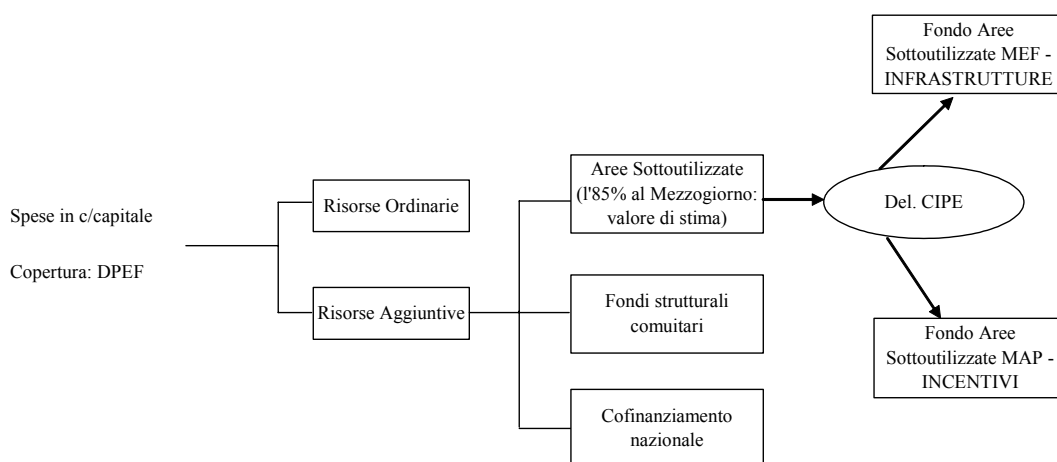 Spese in c/capitale
Copertura: DPEF
Risorse Ordinarie
Risorse Aggiuntive
Aree Sottoutilizzate
(l'85% al Mezzogiorno:
valore di stima)
Fondi strutturali
comuitari
Cofinanziamento
nazionale
Del. CIPE
Fondo Aree
Sottoutilizzate MEF -
INFRASTRUTTURE
Fondo Aree
Sottoutilizzate MAP -
INCENTIVI